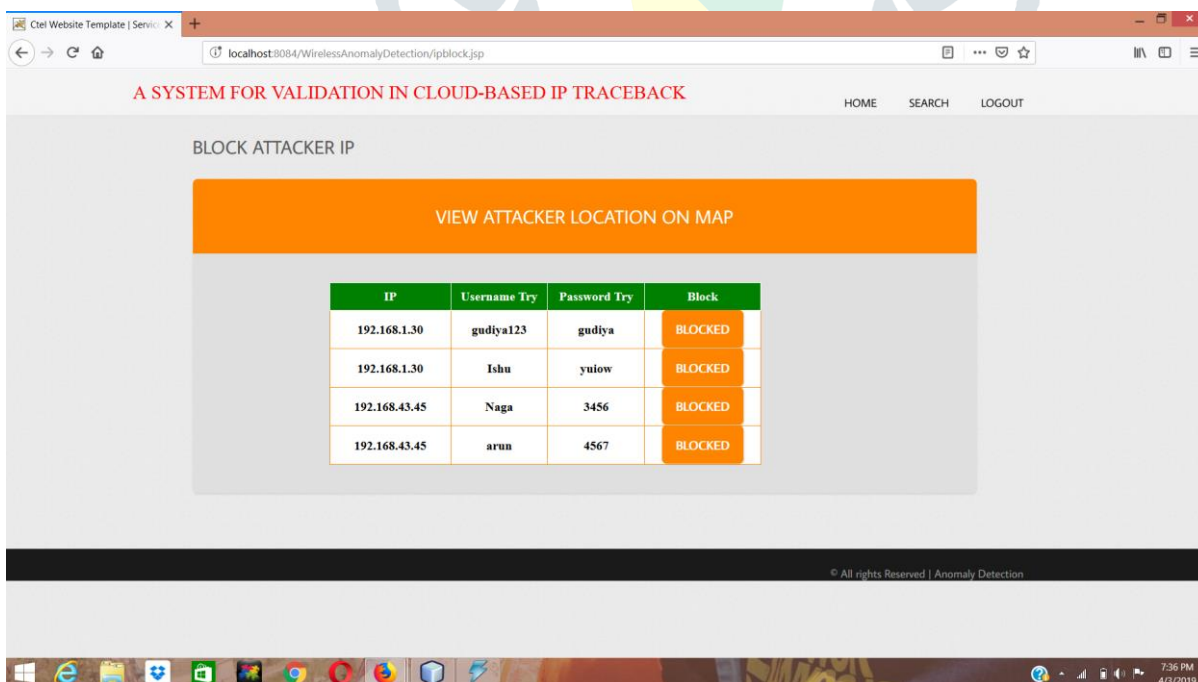 Ctel Website Template | Servic
localhost:8084/WirelessAnomalyDetection/ipblock.jsp
A SYSTEM FOR VALIDATION IN CLOUD-BASED IP TRACEBACK
HOME SEARCH LOGOUT
BLOCK ATTACKER IP
VIEW ATTACKER LOCATION ON MAP
IP Username Try Password Try Block
192.168.1.30 gudiya123 gudiya BLOCKED
192.168.1.30 Ishu yuiow BLOCKED
192.168.43.45 Naga 3456 BLOCKED
192.168.43.45 arun 4567 BLOCKED
© All rights Reserved | Anomaly Detection
7:36 PM
4/3/2019